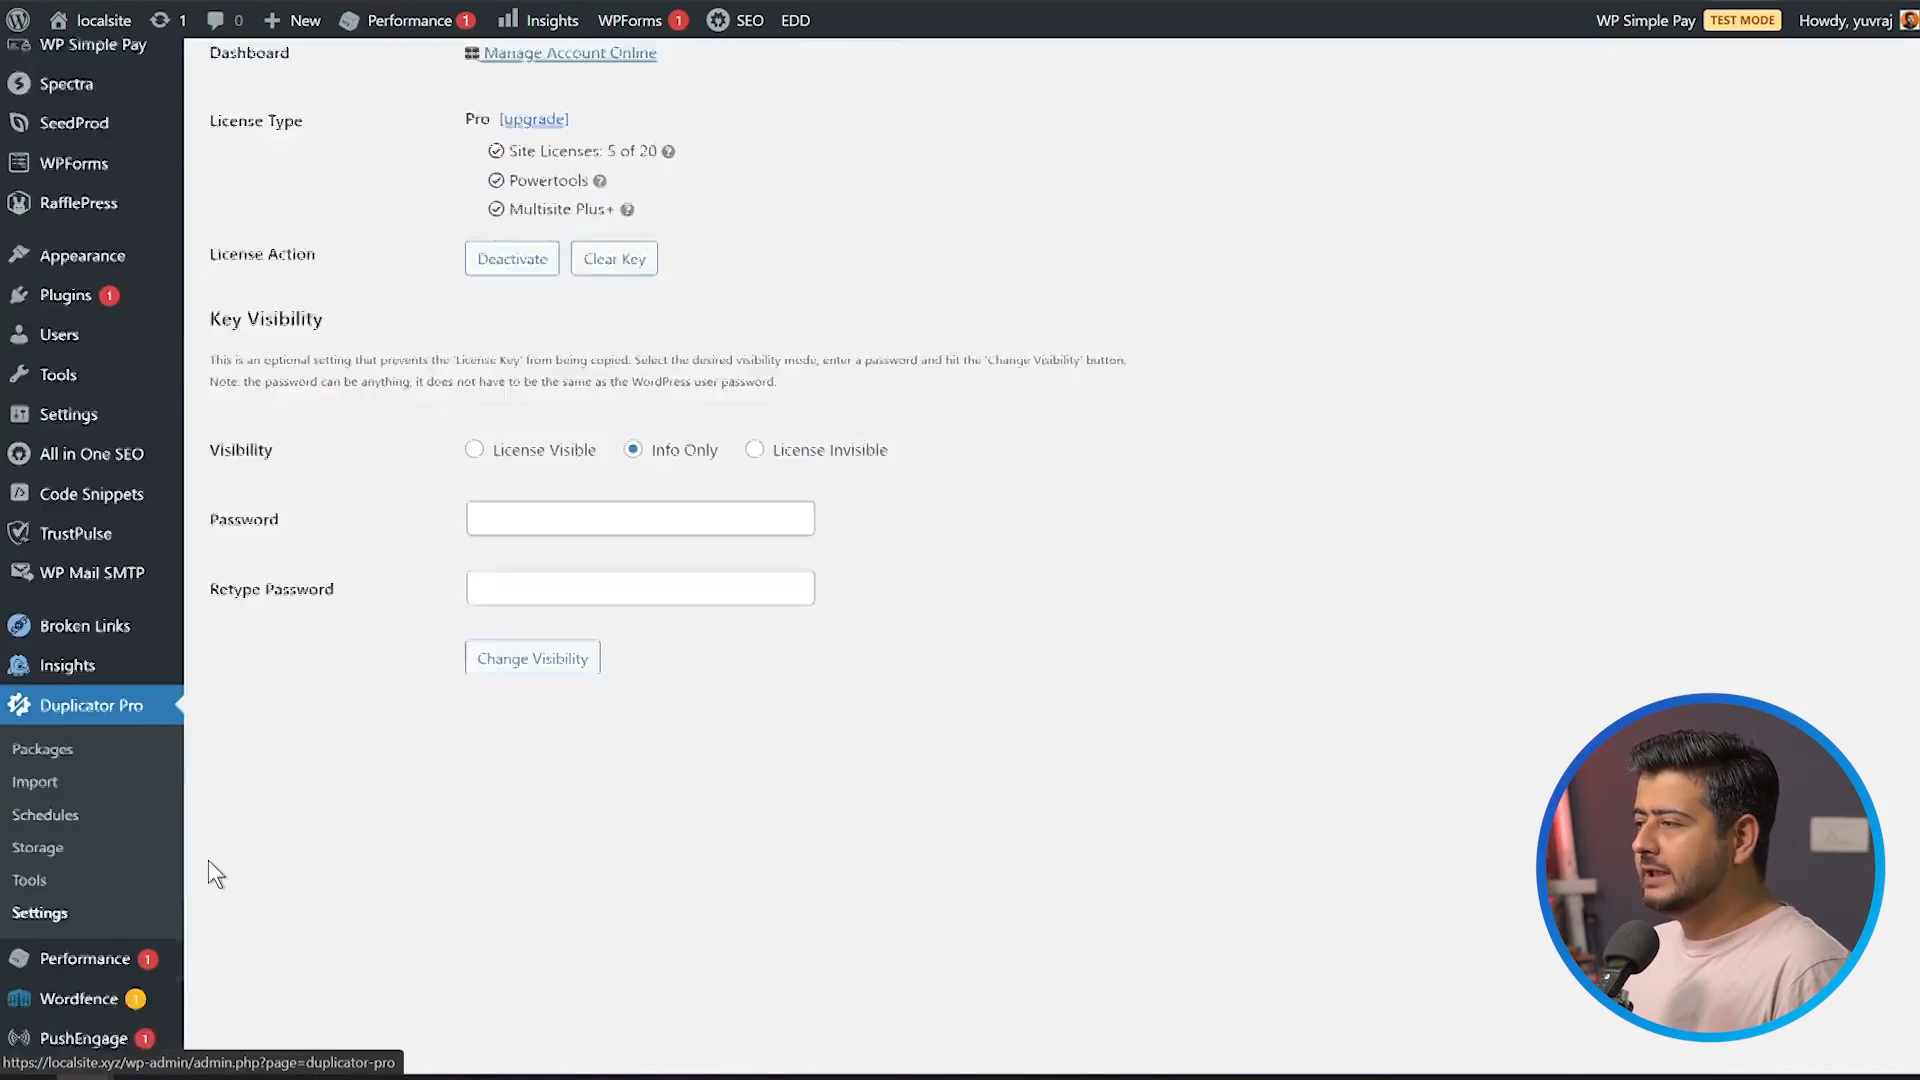 localsite 1 0 New Performance 1 Insights WPForms 1 SEO EDD WP Simple Pay TEST MODE Howdy, yuvraj
WP Simple Pay
Spectra
SeedProd
WPForms
RafflePress
Appearance
Plugins 1
Users
Tools
Settings
All in One SEO
Code Snippets
TrustPulse
WP Mail SMTP
Broken Links
Insights
Duplicator Pro
Packages
Import
Schedules
Storage
Tools
Settings
Performance 1
Wordfence 1
PushEngage 1
https://localsite.xyz/wp-admin/admin.php?page=duplicator-pro
Dashboard Manage Account Online
License Type Pro [upgrade]
Site Licenses: 5 of 20
Powertools
Multisite Plus+
License Action Deactivate Clear Key
Key Visibility
This is an optional setting that prevents the 'License Key' from being copied. Select the desired visibility mode, enter a password and hit the 'Change Visibility' button.
Note: the password can be anything, it does not have to be the same as the WordPress user password.
Visibility License Visible Info Only License Invisible
Password
Retype Password
Change Visibility